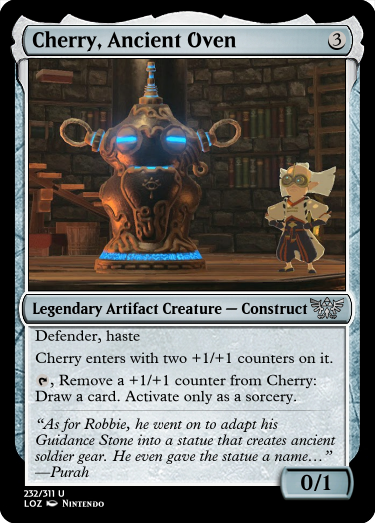 Cherry, Ancient Oven 3
Legendary Artifact Creature — Construct
Defender, haste
Cherry enters with two +1/+1 counters on it.
, Remove a +1/+1 counter from Cherry:
Draw a card. Activate only as a sorcery.
“As for Robbie, he went on to adapt his
Guidance Stone into a statue that creates ancient
soldier gear. He even gave the statue a name…”
—Purah
0/1
232/311 U
LOZ Nintendo